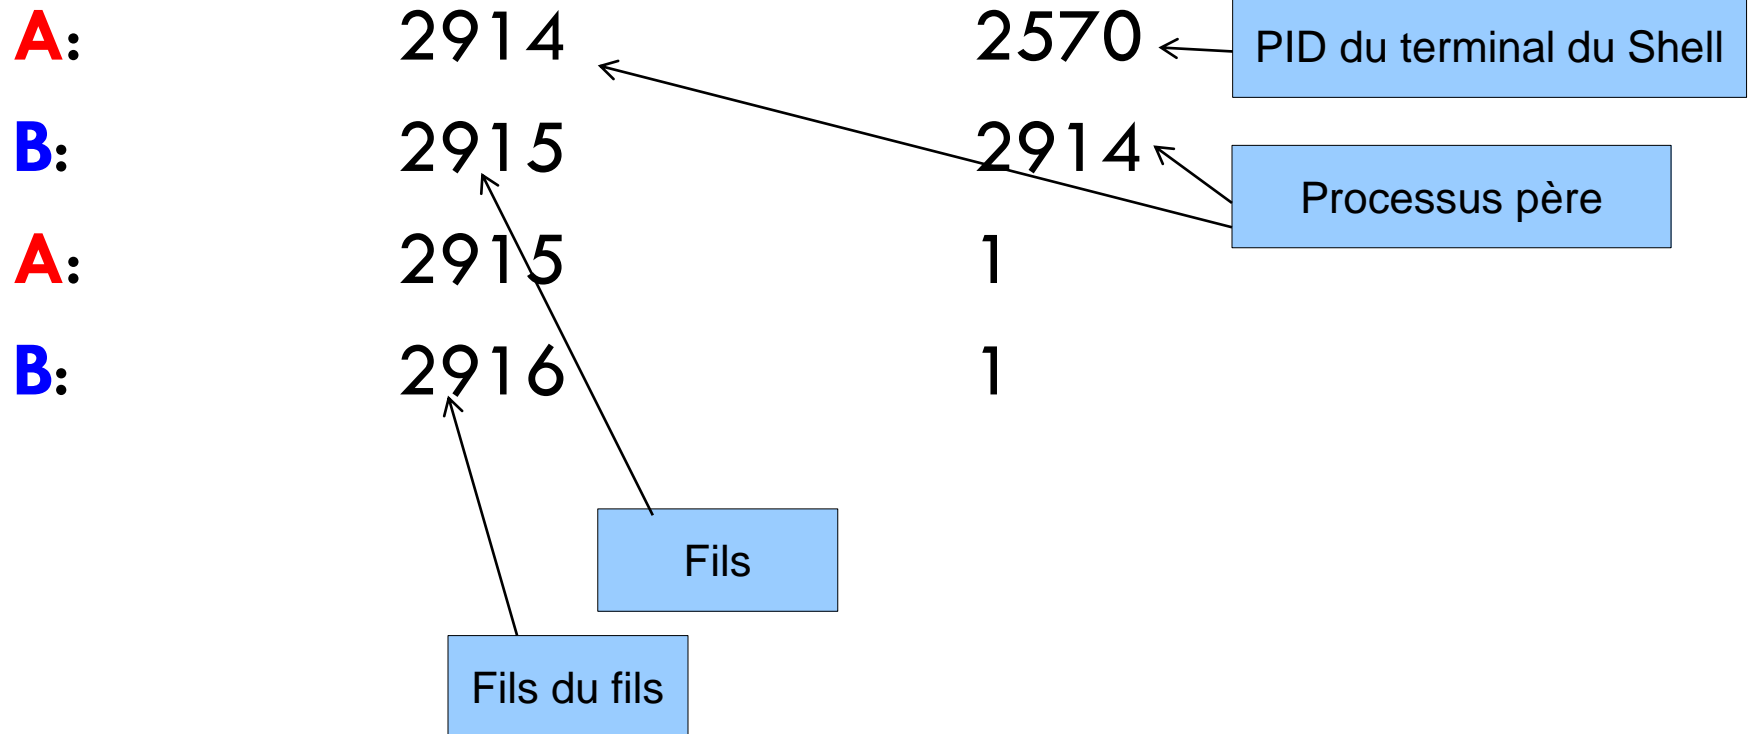 A: 2914 2570 PID du terminal du Shell
B: 2915 2914 Processus père
A: 2915 1
B: 2916 1
Fils
Fils du fils